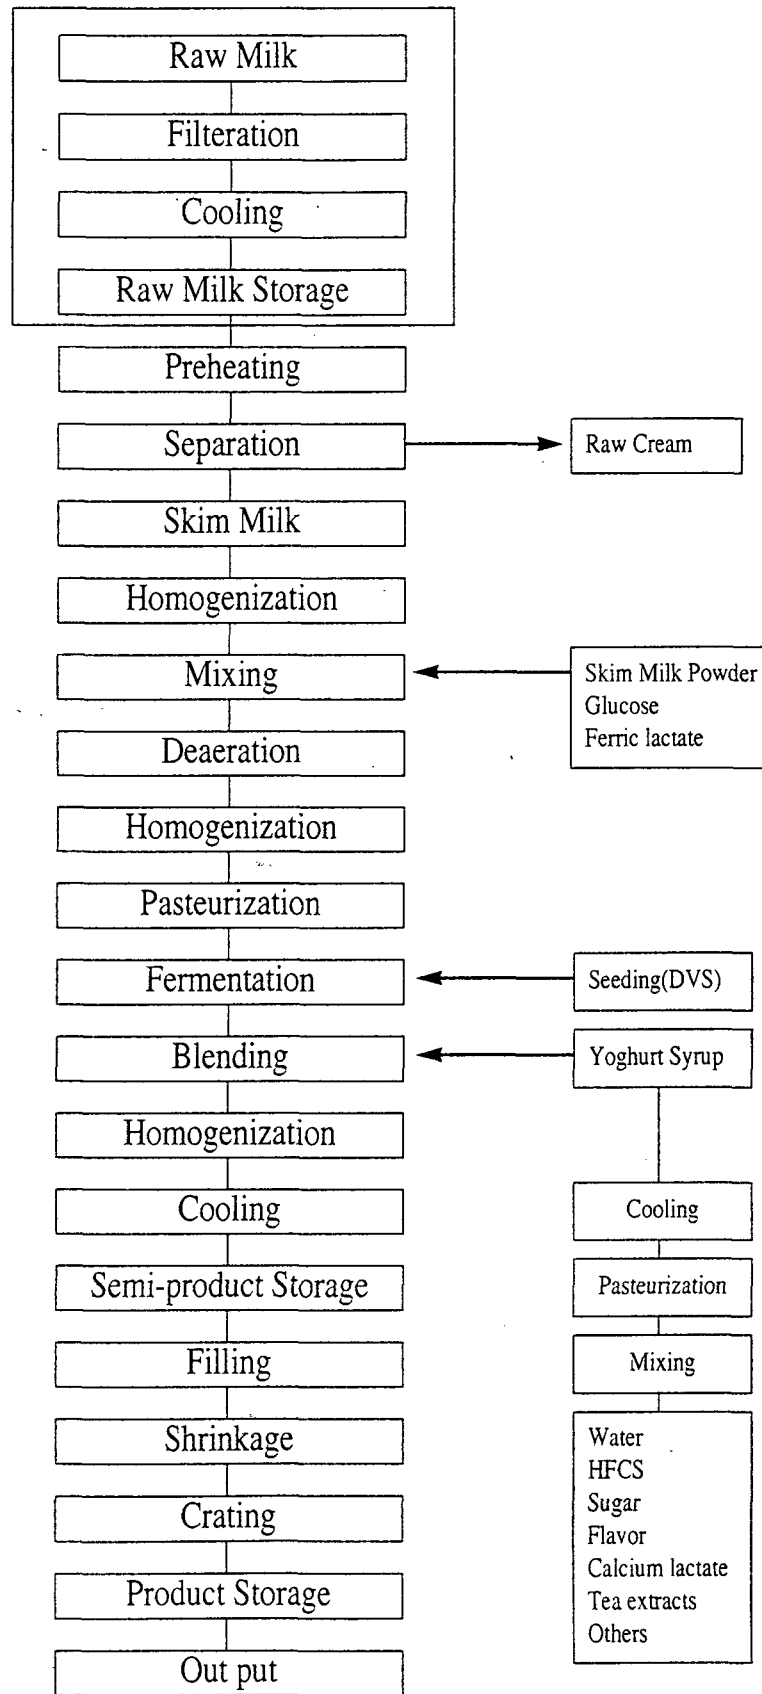 Raw Milk
Filteration
Cooling
Raw Milk Storage
Preheating
Separation
Raw Cream
Skim Milk
Homogenization
Mixing
Skim Milk Powder
Glucose
Ferric lactate
Deaeration
Homogenization
Pasteurization
Fermentation
Seeding(DVS)
Blending
Yoghurt Syrup
Homogenization
Cooling
Semi-product Storage
Filling
Shrinkage
Crating
Product Storage
Out put
Cooling
Pasteurization
Mixing
Water
HFCS
Sugar
Flavor
Calcium lactate
Tea extracts
Others